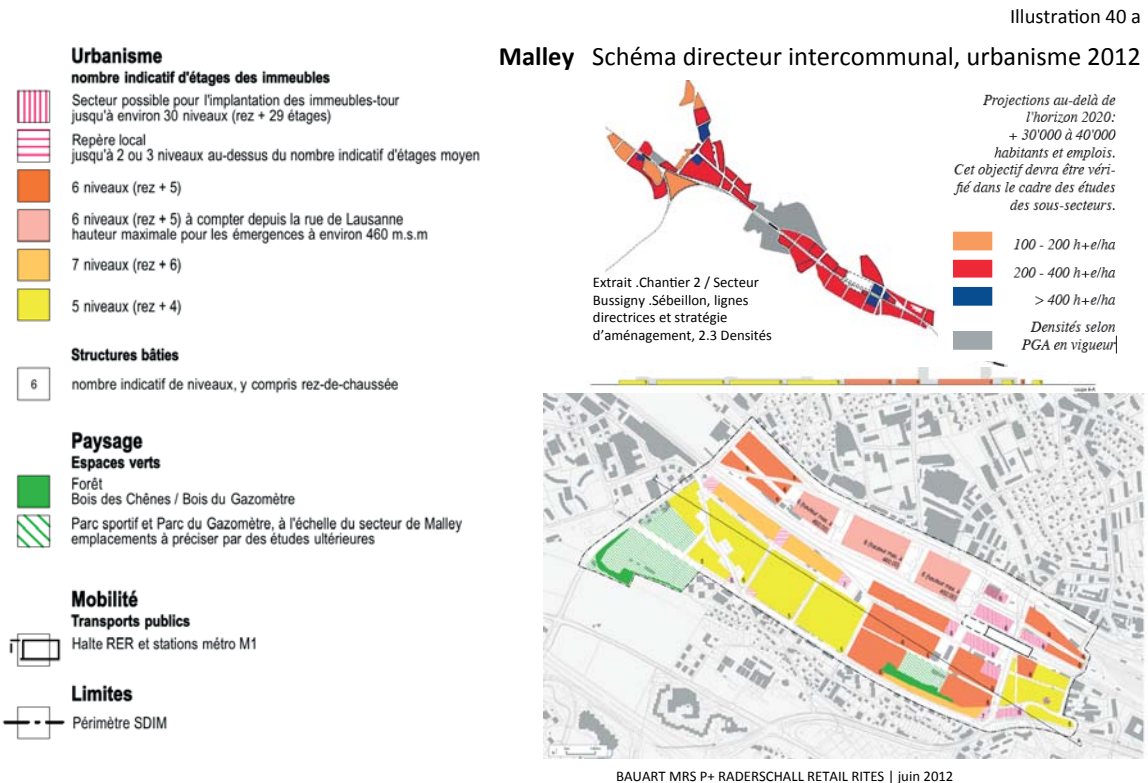 Illustration 40 a
Malley Schéma directeur intercommunal, urbanisme 2012
Urbanisme
nombre indicatif d'étages des immeubles
Secteur possible pour l'implantation des immeubles-tour
jusqu'à environ 30 niveaux (rez + 29 étages)
Repère local
jusqu'à 2 ou 3 niveaux au-dessus du nombre indicatif d'étages moyen
6 niveaux (rez + 5)
6 niveaux (rez + 5) à compter depuis la rue de Lausanne
hauteur maximale pour les émergences à environ 460 m.s.m
7 niveaux (rez + 6)
5 niveaux (rez + 4)
Structures bâties
6
nombre indicatif de niveaux, y compris rez-de-chaussée
Paysage
Espaces verts
Forêt
Bois des Chênes / Bois du Gazomètre
Parc sportif et Parc du Gazomètre, à l'échelle du secteur de Malley
emplacements à préciser par des études ultérieures
Mobilité
Transports publics
Halte RER et stations métro M1
Limites
Périmètre SDIM
Projections au-delà de
l'horizon 2020:
+ 30'000 à 40'000
habitants et emplois.
Cet objectif devra être véri-
fié dans le cadre des études
des sous-secteurs.
100 - 200 h+e/ha
200 - 400 h+e/ha
> 400 h+e/ha
Densités selon
PGA en vigueur
Extrait .Chantier 2 / Secteur
Bussigny .Sébeillon, lignes
directrices et stratégie
d'aménagement, 2.3 Densités
BAUART MRS P+ RADERSCHALL RETAIL RITES | juin 2012